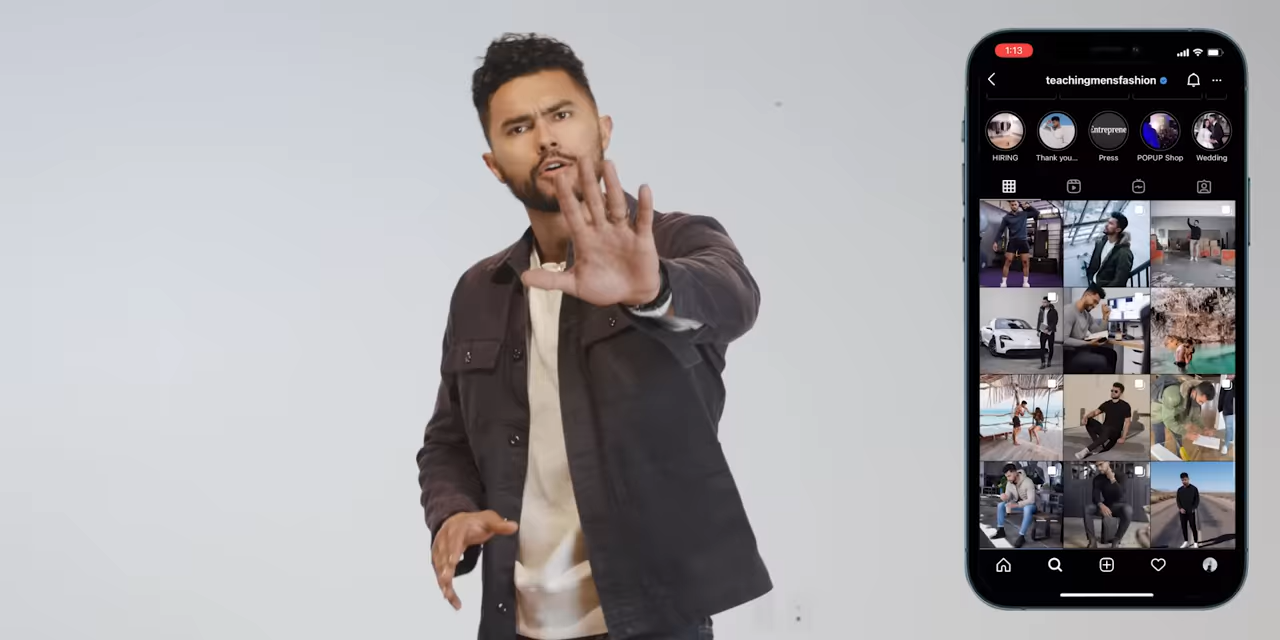 1:13
teachingmensfashion
Entreprene
HIRING
Thank you...
Press
POPUP Shop
Wedding